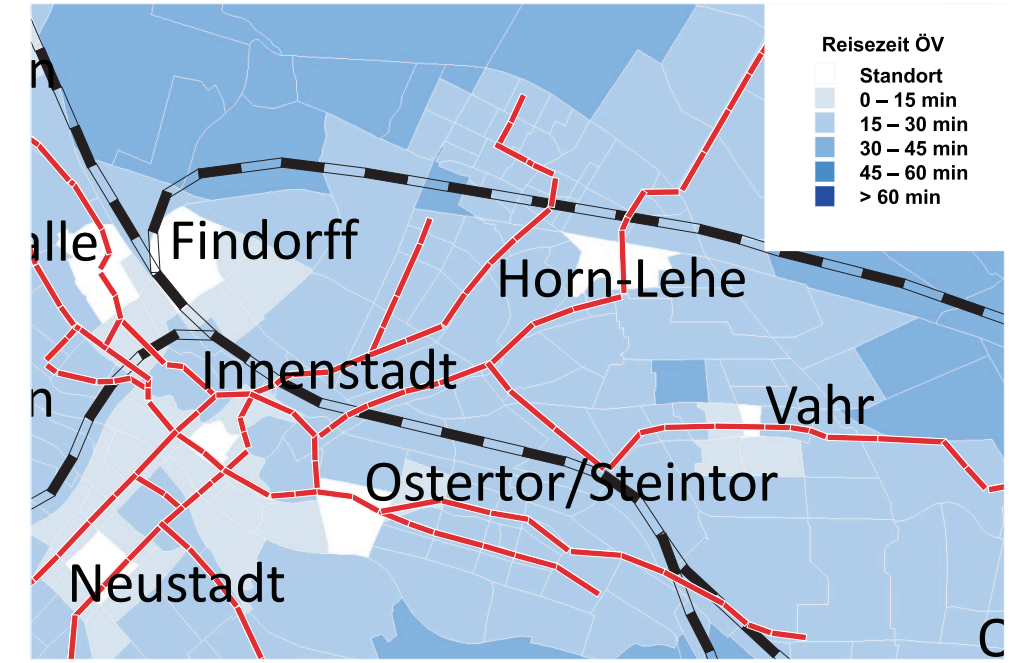 Reisezeit ÖV
Standort
0 – 15 min
15 – 30 min
30 – 45 min
45 – 60 min
> 60 min
n
alle
Findorff
Horn-Lehe
Innenstadt
n
Vahr
Ostertor/Steintor
Neustadt